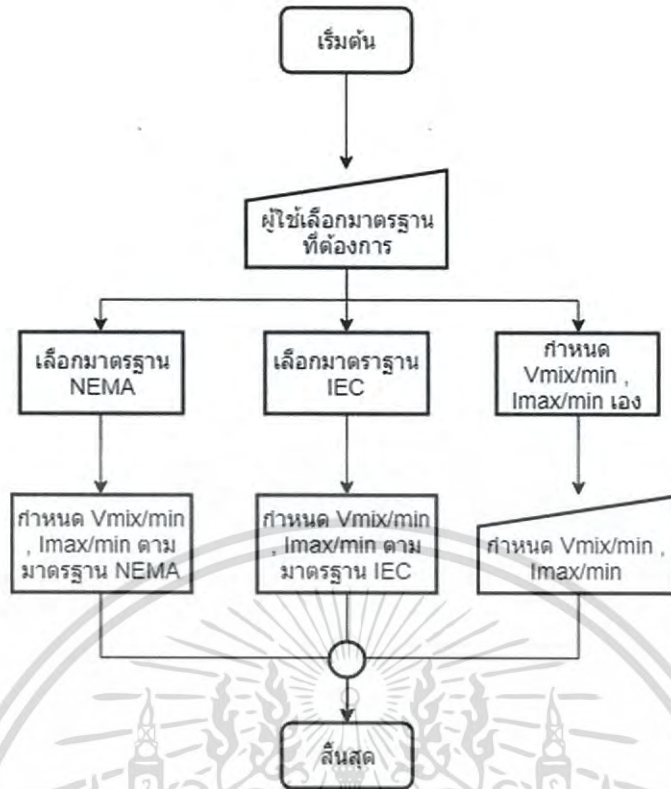 เริ่มต้น
ผู้ใช้เลือกมาตรฐาน
ที่ต้องการ
เลือกมาตรฐาน
NEMA
เลือกมาตราฐาน
IEC
กำหนด
Vmix/min ,
Imax/min เอง
กำหนด Vmix/min
, Imax/min ตาม
มาตรฐาน NEMA
กำหนด Vmix/min
, Imax/min ตาม
มาตรฐาน IEC
กำหนด Vmix/min ,
Imax/min
สิ้นสุด